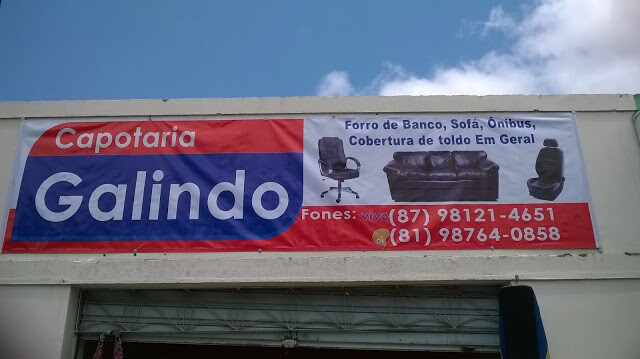 Capotaria
Galindo
Forro de Banco, Sofá, Ônibus,
Cobertura de toldo Em Geral
Fones: vivo (87) 98121-4651
oi (81) 98764-0858